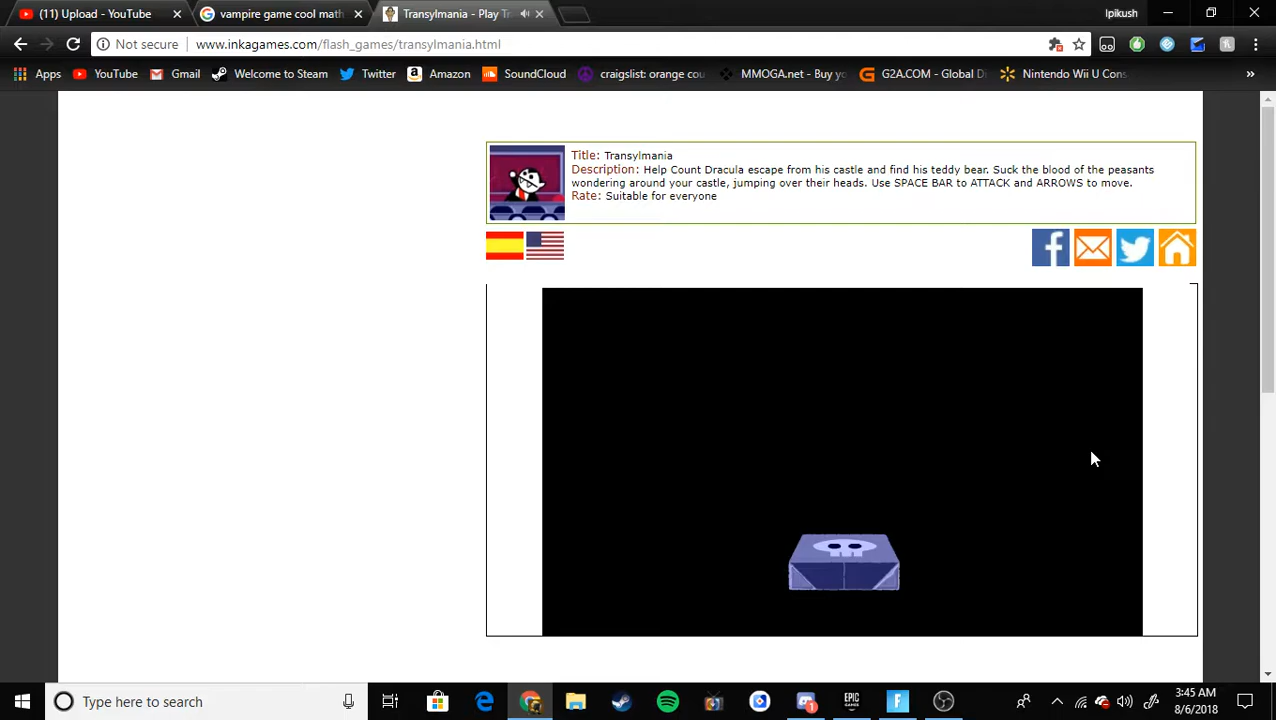 (11) Upload - YouTube
vampire game cool math
Transylmania - Play Tr
Ipikush
Not secure
www.inkagames.com/flash_games/transylmania.html
Apps
YouTube
Gmail
Welcome to Steam
Twitter
Amazon
SoundCloud
craigslist: orange cou
MMOGA.net - Buy yo
G2A.COM - Global Di
Nintendo Wii U Cons
Title: Transylmania
Description: Help Count Dracula escape from his castle and find his teddy bear. Suck the blood of the peasants
wondering around your castle, jumping over their heads. Use SPACE BAR to ATTACK and ARROWS to move.
Rate: Suitable for everyone
Type here to search
EPIC
GAMES
3:45 AM
8/6/2018